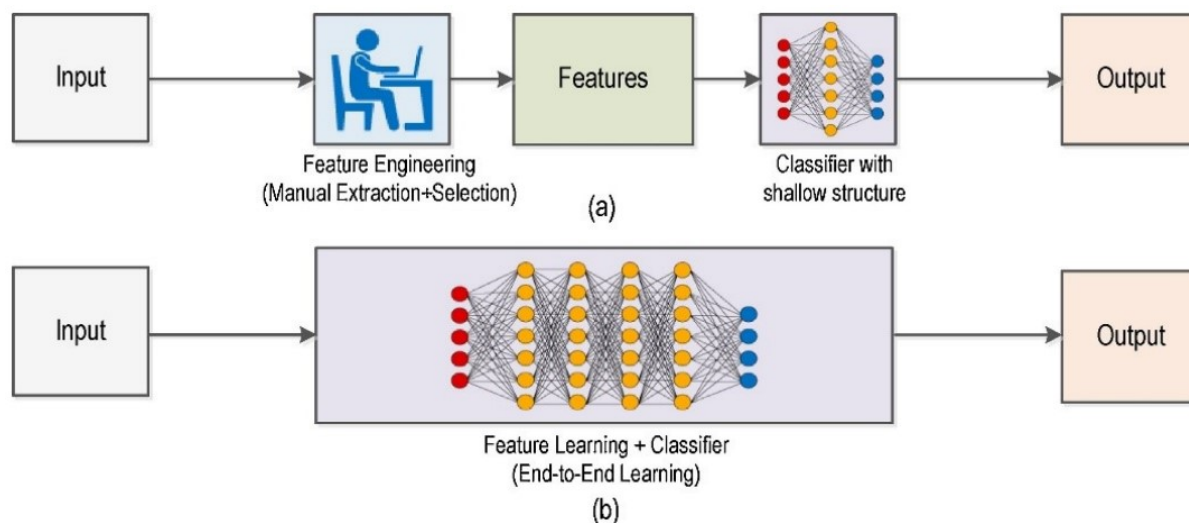 Input
Features
Output
Feature Engineering
(Manual Extraction+Selection)
Classifier with
shallow structure
(a)
Input
Output
Feature Learning + Classifier
(End-to-End Learning)
(b)